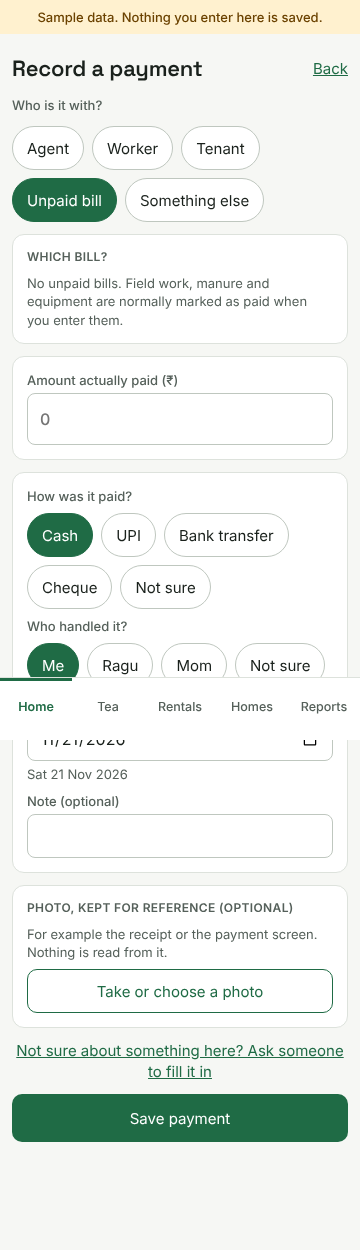 Sample data. Nothing you enter here is saved.
Record a payment
Back
Who is it with?
Agent
Worker
Tenant
Unpaid bill
Something else
WHICH BILL?
No unpaid bills. Field work, manure and
equipment are normally marked as paid when
you enter them.
Amount actually paid (₹)
0
How was it paid?
Cash
UPI
Bank transfer
Cheque
Not sure
Who handled it?
Me
Ragu
Mom
Not sure
Home
Tea
Rentals
Homes
Reports
11/21/2026
Sat 21 Nov 2026
Note (optional)
PHOTO, KEPT FOR REFERENCE (OPTIONAL)
For example the receipt or the payment screen.
Nothing is read from it.
Take or choose a photo
Not sure about something here? Ask someone
to fill it in
Save payment